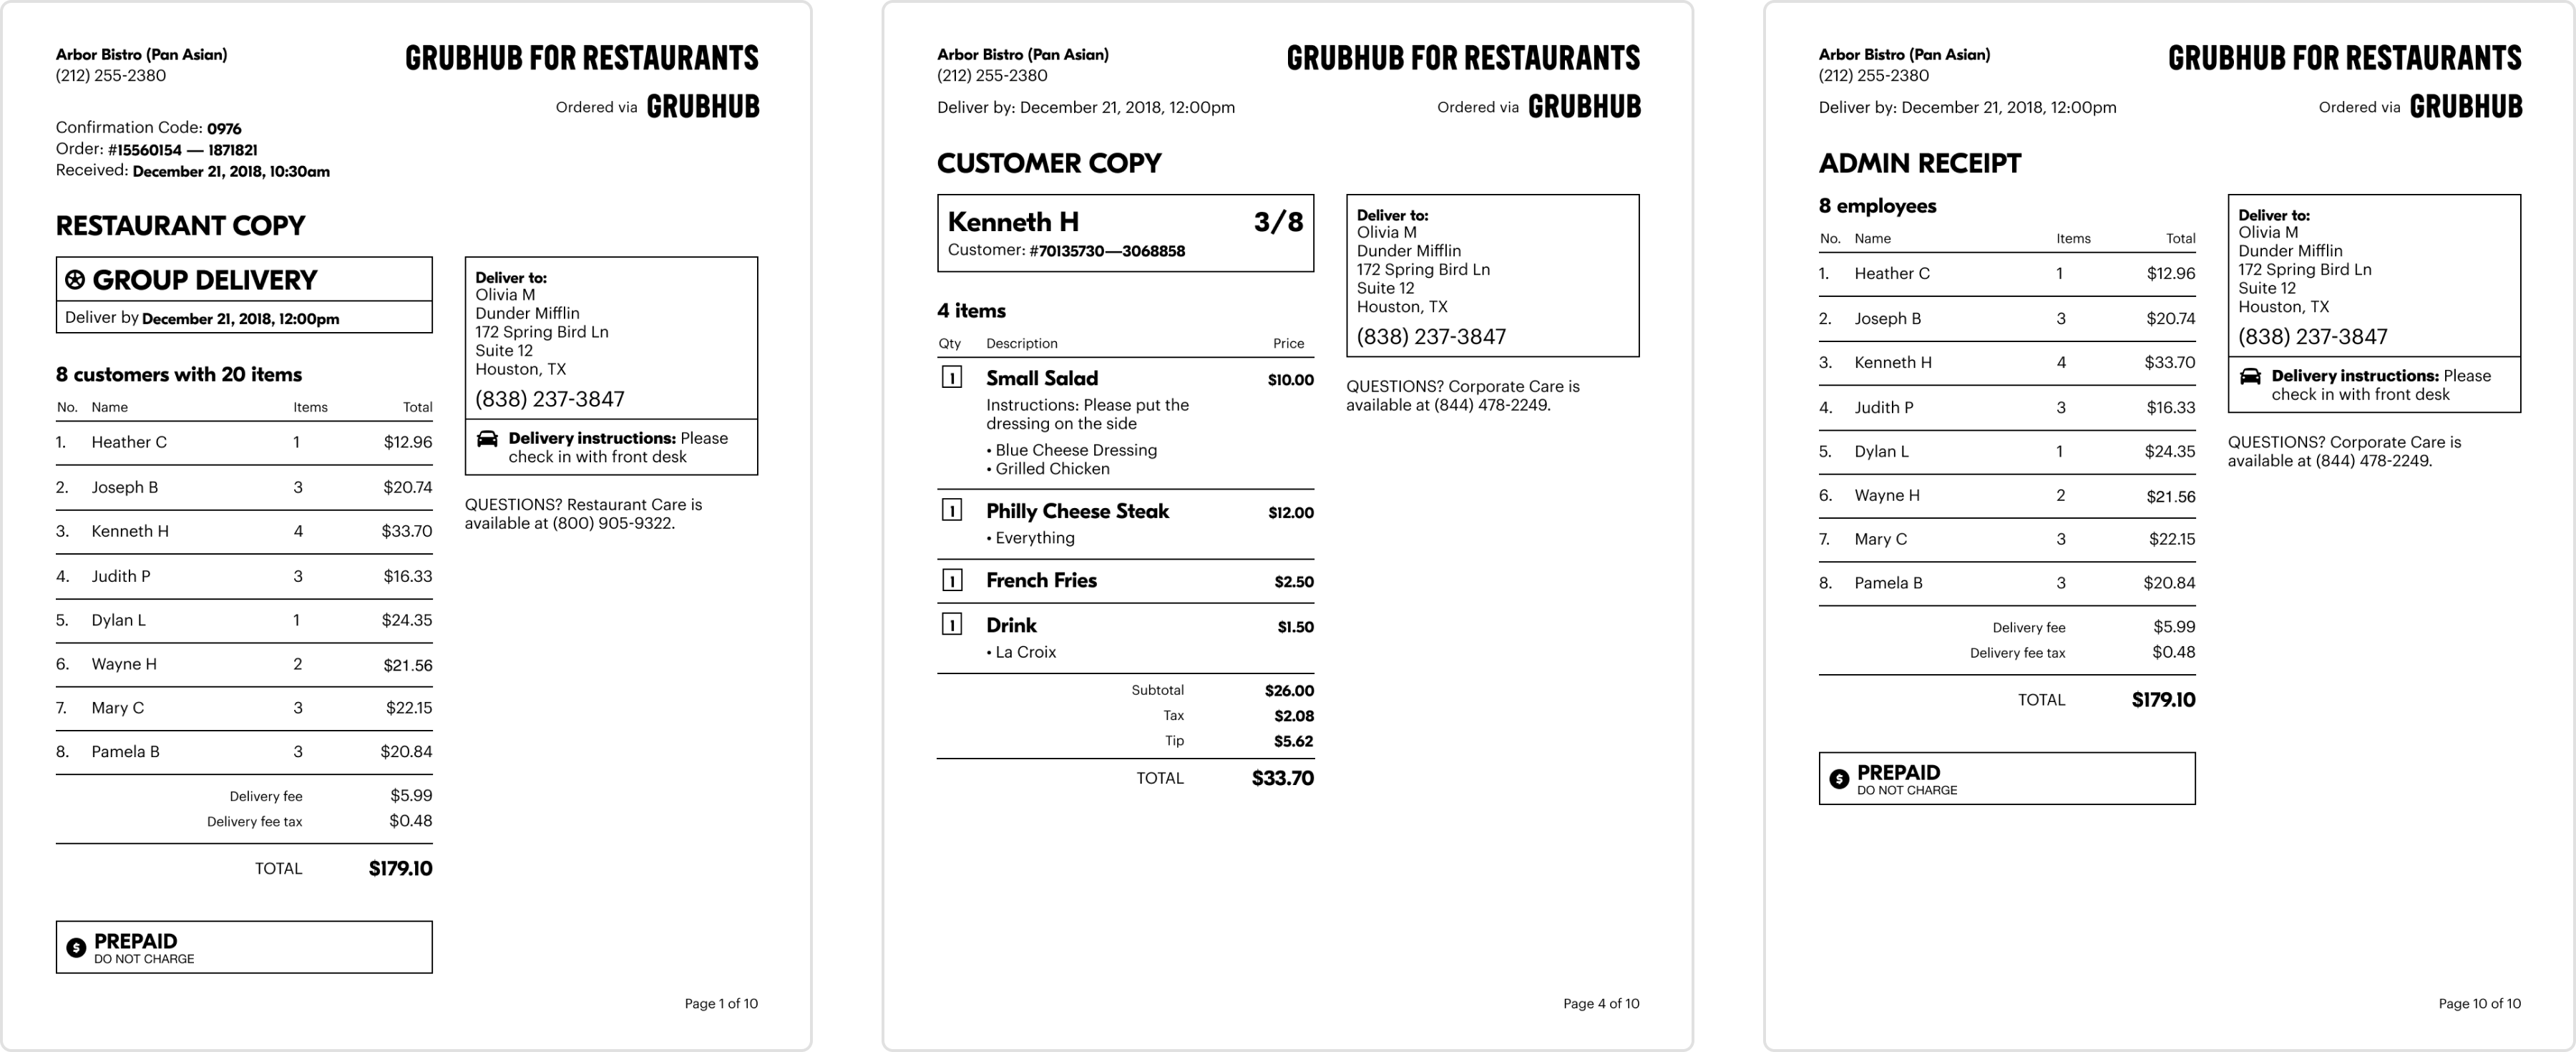 Arbor Bistro (Pan Asian)
(212) 255-2380
GRUBHUB FOR RESTAURANTS
Ordered via GRUBHUB
Confirmation Code: 0976
Order: #15560154 — 1871821
Received: December 21, 2018, 10:30am
RESTAURANT COPY
GROUP DELIVERY
Deliver by December 21, 2018, 12:00pm
8 customers with 20 items
No. Name Items Total
1. Heather C 1 $12.96
2. Joseph B 3 $20.74
3. Kenneth H 4 $33.70
4. Judith P 3 $16.33
5. Dylan L 1 $24.35
6. Wayne H 2 $21.56
7. Mary C 3 $22.15
8. Pamela B 3 $20.84
Delivery fee $5.99
Delivery fee tax $0.48
TOTAL $179.10
$ PREPAID
DO NOT CHARGE
Deliver to:
Olivia M
Dunder Mifflin
172 Spring Bird Ln
Suite 12
Houston, TX
(838) 237-3847
Delivery instructions: Please
check in with front desk
QUESTIONS? Restaurant Care is
available at (800) 905-9322.
Page 1 of 10
Arbor Bistro (Pan Asian)
(212) 255-2380
Deliver by: December 21, 2018, 12:00pm
GRUBHUB FOR RESTAURANTS
Ordered via GRUBHUB
CUSTOMER COPY
Kenneth H 3/8
Customer: #70135730—3068858
4 items
Qty Description Price
1 Small Salad $10.00
Instructions: Please put the
dressing on the side
• Blue Cheese Dressing
• Grilled Chicken
1 Philly Cheese Steak $12.00
• Everything
1 French Fries $2.50
1 Drink $1.50
• La Croix
Subtotal $26.00
Tax $2.08
Tip $5.62
TOTAL $33.70
Deliver to:
Olivia M
Dunder Mifflin
172 Spring Bird Ln
Suite 12
Houston, TX
(838) 237-3847
QUESTIONS? Corporate Care is
available at (844) 478-2249.
Page 4 of 10
Arbor Bistro (Pan Asian)
(212) 255-2380
Deliver by: December 21, 2018, 12:00pm
GRUBHUB FOR RESTAURANTS
Ordered via GRUBHUB
ADMIN RECEIPT
8 employees
No. Name Items Total
1. Heather C 1 $12.96
2. Joseph B 3 $20.74
3. Kenneth H 4 $33.70
4. Judith P 3 $16.33
5. Dylan L 1 $24.35
6. Wayne H 2 $21.56
7. Mary C 3 $22.15
8. Pamela B 3 $20.84
Delivery fee $5.99
Delivery fee tax $0.48
TOTAL $179.10
$ PREPAID
DO NOT CHARGE
Deliver to:
Olivia M
Dunder Mifflin
172 Spring Bird Ln
Suite 12
Houston, TX
(838) 237-3847
Delivery instructions: Please
check in with front desk
QUESTIONS? Corporate Care is
available at (844) 478-2249.
Page 10 of 10